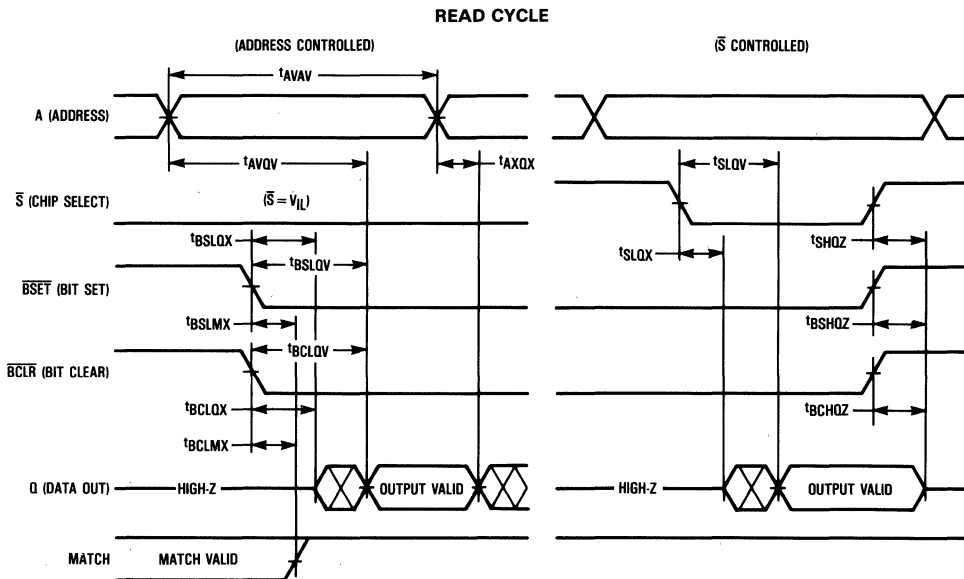 READ CYCLE
(ADDRESS CONTROLLED)
(S̅ CONTROLLED)
tAVAV
A (ADDRESS)
tAVQV
tAXQX
tSLQV
S̅ (CHIP SELECT)
(S̅ = VIL)
tBSLQX
tSLQX
tSHQZ
tBSLQV
B̅S̅E̅T̅ (BIT SET)
tBSLMX
tBSHQZ
tBCLQV
B̅C̅L̅R̅ (BIT CLEAR)
tBCLQX
tBCHQZ
tBCLMX
Q (DATA OUT)
HIGH-Z
OUTPUT VALID
HIGH-Z
OUTPUT VALID
MATCH
MATCH VALID